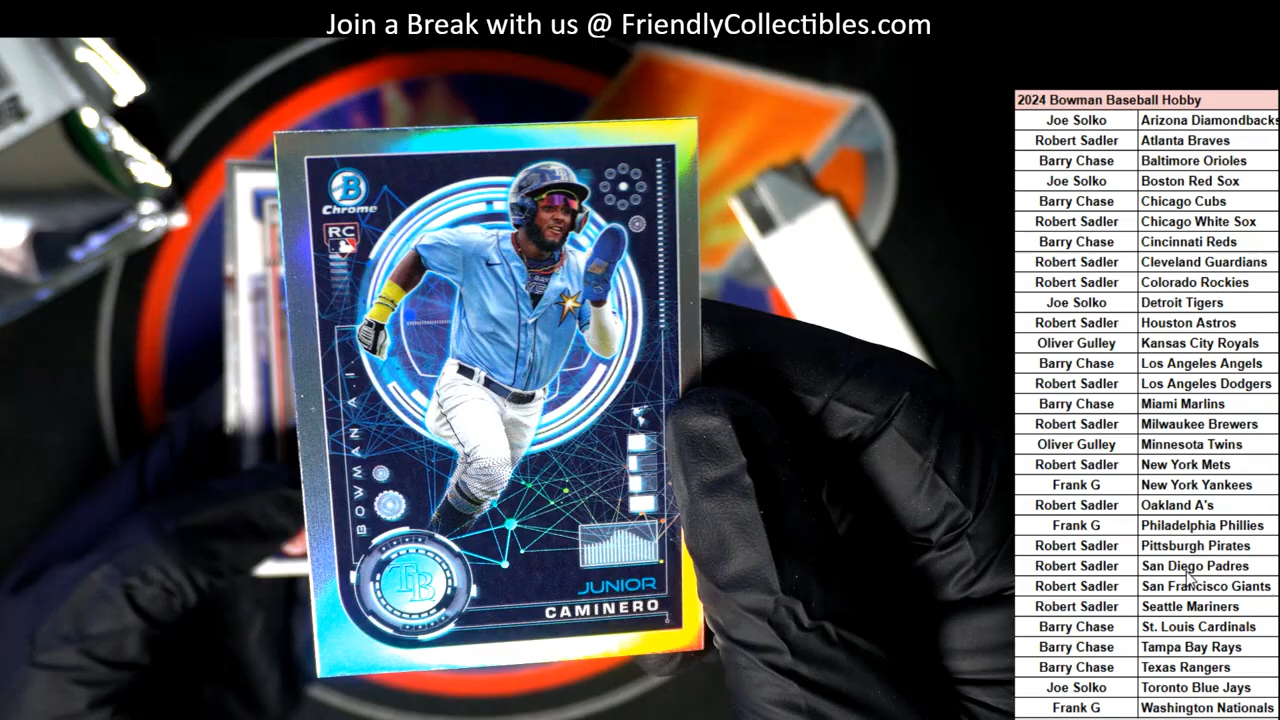 Join a Break with us @ FriendlyCollectibles.com
B
Chrome
RC
BOWMAN A.I
TB
JUNIOR
CAMINERO
2024 Bowman Baseball Hobby
Joe Solko Arizona Diamondbacks
Robert Sadler Atlanta Braves
Barry Chase Baltimore Orioles
Joe Solko Boston Red Sox
Barry Chase Chicago Cubs
Robert Sadler Chicago White Sox
Barry Chase Cincinnati Reds
Robert Sadler Cleveland Guardians
Robert Sadler Colorado Rockies
Joe Solko Detroit Tigers
Robert Sadler Houston Astros
Oliver Gulley Kansas City Royals
Barry Chase Los Angeles Angels
Robert Sadler Los Angeles Dodgers
Barry Chase Miami Marlins
Robert Sadler Milwaukee Brewers
Oliver Gulley Minnesota Twins
Robert Sadler New York Mets
Frank G New York Yankees
Robert Sadler Oakland A's
Frank G Philadelphia Phillies
Robert Sadler Pittsburgh Pirates
Robert Sadler San Diego Padres
Robert Sadler San Francisco Giants
Robert Sadler Seattle Mariners
Barry Chase St. Louis Cardinals
Barry Chase Tampa Bay Rays
Barry Chase Texas Rangers
Joe Solko Toronto Blue Jays
Frank G Washington Nationals